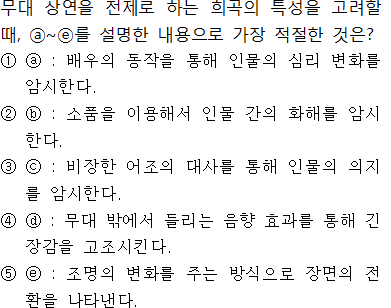 무대 상연을 전제로 하는 희곡의 특성을 고려할
때, ⓐ~ⓔ를 설명한 내용으로 가장 적절한 것은?
① ⓐ : 배우의 동작을 통해 인물의 심리 변화를
암시한다.
② ⓑ : 소품을 이용해서 인물 간의 화해를 암시
한다.
③ ⓒ : 비장한 어조의 대사를 통해 인물의 의지
를 암시한다.
④ ⓓ : 무대 밖에서 들리는 음향 효과를 통해 긴
장감을 고조시킨다.
⑤ ⓔ : 조명의 변화를 주는 방식으로 장면의 전
환을 나타낸다.